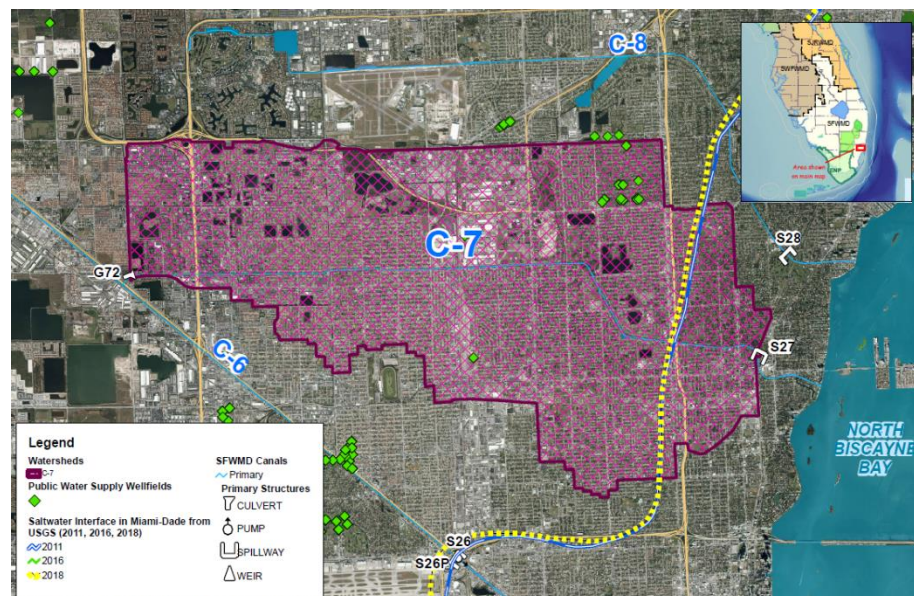 C-8
SJRWMD
SWFWMD
SFWMD
Area shown
on main map
ENP
C-7
S28
G72
C-6
S27
NORTH
BISCAYNE
BAY
S26
S26P
Legend
Watersheds
C-7
Public Water Supply Wellfields
Saltwater Interface in Miami-Dade from
USGS (2011, 2016, 2018)
2011
2016
2018
SFWMD Canals
Primary
Primary Structures
CULVERT
PUMP
SPILLWAY
WEIR